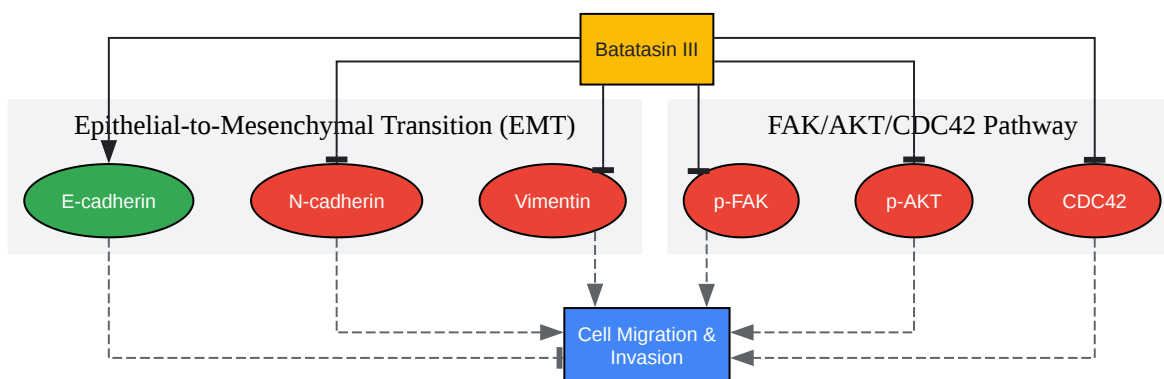 Batatasin III
Epithelial-to-Mesenchymal Transition (EMT)
FAK/AKT/CDC42 Pathway
E-cadherin
N-cadherin
Vimentin
p-FAK
p-AKT
CDC42
Cell Migration &
Invasion